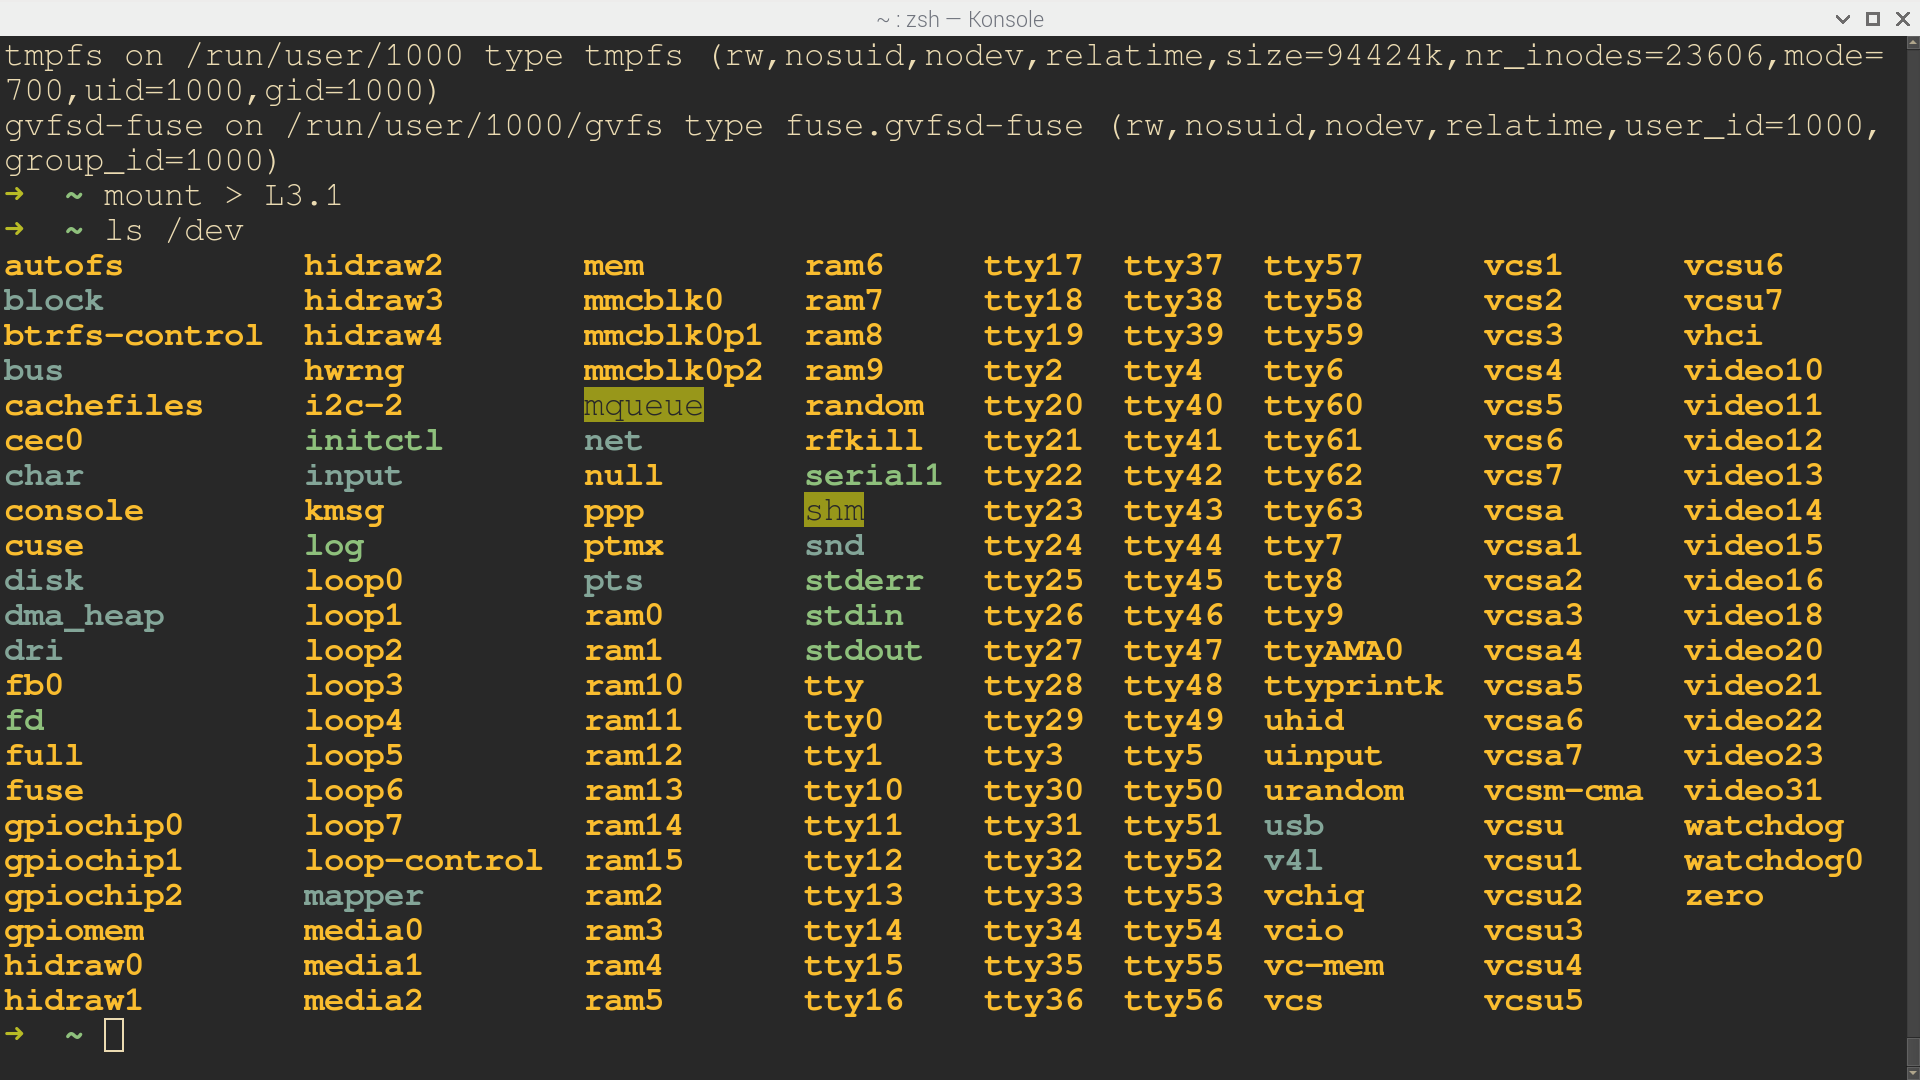 ~ : zsh — Konsole
tmpfs on /run/user/1000 type tmpfs (rw,nosuid,nodev,relatime,size=94424k,nr_inodes=23606,mode=
700,uid=1000,gid=1000)
gvfsd-fuse on /run/user/1000/gvfs type fuse.gvfsd-fuse (rw,nosuid,nodev,relatime,user_id=1000,
group_id=1000)
➜  ~ mount > L3.1
➜  ~ ls /dev
autofs hidraw2 mem ram6 tty17 tty37 tty57 vcs1 vcsu6
block hidraw3 mmcblk0 ram7 tty18 tty38 tty58 vcs2 vcsu7
btrfs-control hidraw4 mmcblk0p1 ram8 tty19 tty39 tty59 vcs3 vhci
bus hwrng mmcblk0p2 ram9 tty2 tty4 tty6 vcs4 video10
cachefiles i2c-2 mqueue random tty20 tty40 tty60 vcs5 video11
cec0 initctl net rfkill tty21 tty41 tty61 vcs6 video12
char input null serial1 tty22 tty42 tty62 vcs7 video13
console kmsg ppp shm tty23 tty43 tty63 vcsa video14
cuse log ptmx snd tty24 tty44 tty7 vcsa1 video15
disk loop0 pts stderr tty25 tty45 tty8 vcsa2 video16
dma_heap loop1 ram0 stdin tty26 tty46 tty9 vcsa3 video18
dri loop2 ram1 stdout tty27 tty47 ttyAMA0 vcsa4 video20
fb0 loop3 ram10 tty tty28 tty48 ttyprintk vcsa5 video21
fd loop4 ram11 tty0 tty29 tty49 uhid vcsa6 video22
full loop5 ram12 tty1 tty3 tty5 uinput vcsa7 video23
fuse loop6 ram13 tty10 tty30 tty50 urandom vcsm-cma video31
gpiochip0 loop7 ram14 tty11 tty31 tty51 usb vcsu watchdog
gpiochip1 loop-control ram15 tty12 tty32 tty52 v4l vcsu1 watchdog0
gpiochip2 mapper ram2 tty13 tty33 tty53 vchiq vcsu2 zero
gpiomem media0 ram3 tty14 tty34 tty54 vcio vcsu3
hidraw0 media1 ram4 tty15 tty35 tty55 vc-mem vcsu4
hidraw1 media2 ram5 tty16 tty36 tty56 vcs vcsu5
➜  ~